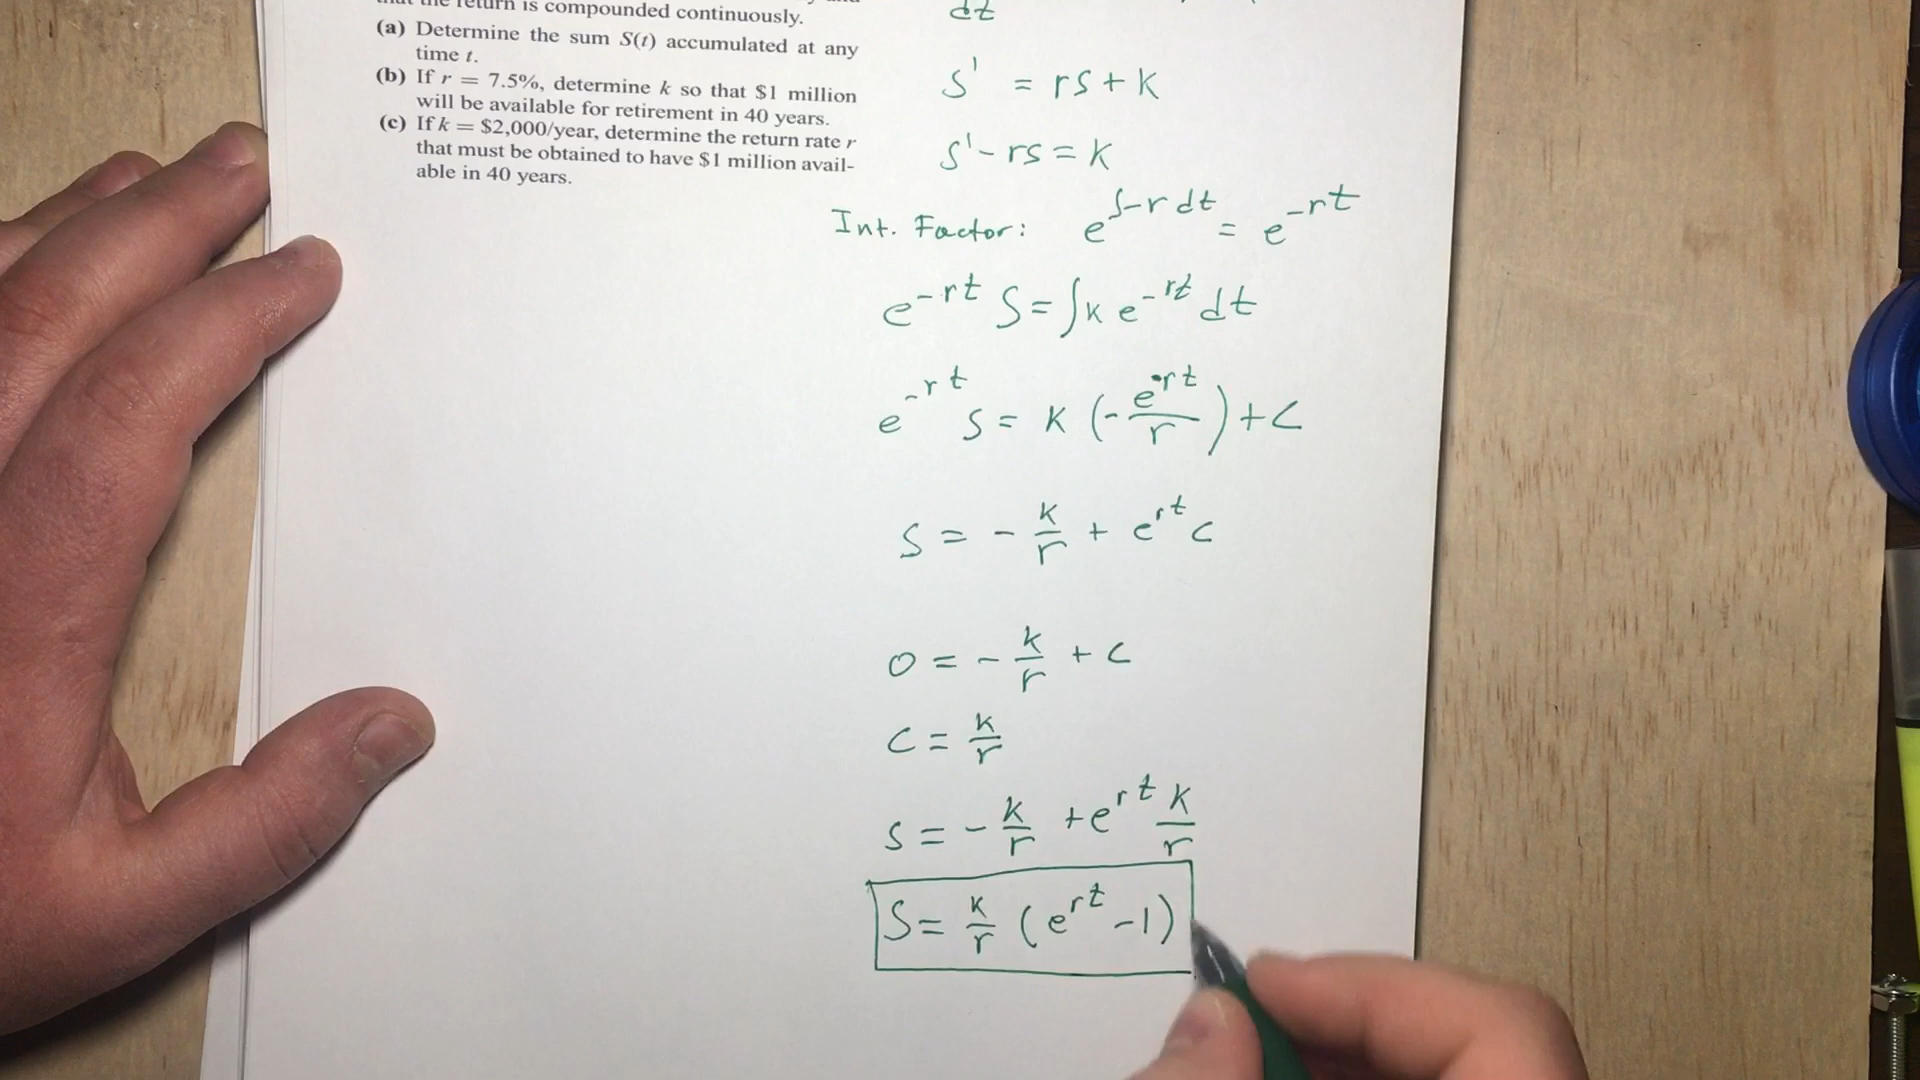 the return is compounded continuously.
(a) Determine the sum S(t) accumulated at any
time t.
(b) If r = 7.5%, determine k so that $1 million
will be available for retirement in 40 years.
(c) If k = $2,000/year, determine the return rate r
that must be obtained to have $1 million avail-
able in 40 years.
dt
S' = rS + k
S' - rS = k
Int. Factor: e^∫-r dt = e^-rt
e^-rt S = ∫k e^-rt dt
e^-rt S = k (- e^-rt / r) + C
S = - k/r + e^rt C
0 = - k/r + C
C = k/r
S = - k/r + e^rt k/r
S = k/r (e^rt - 1)